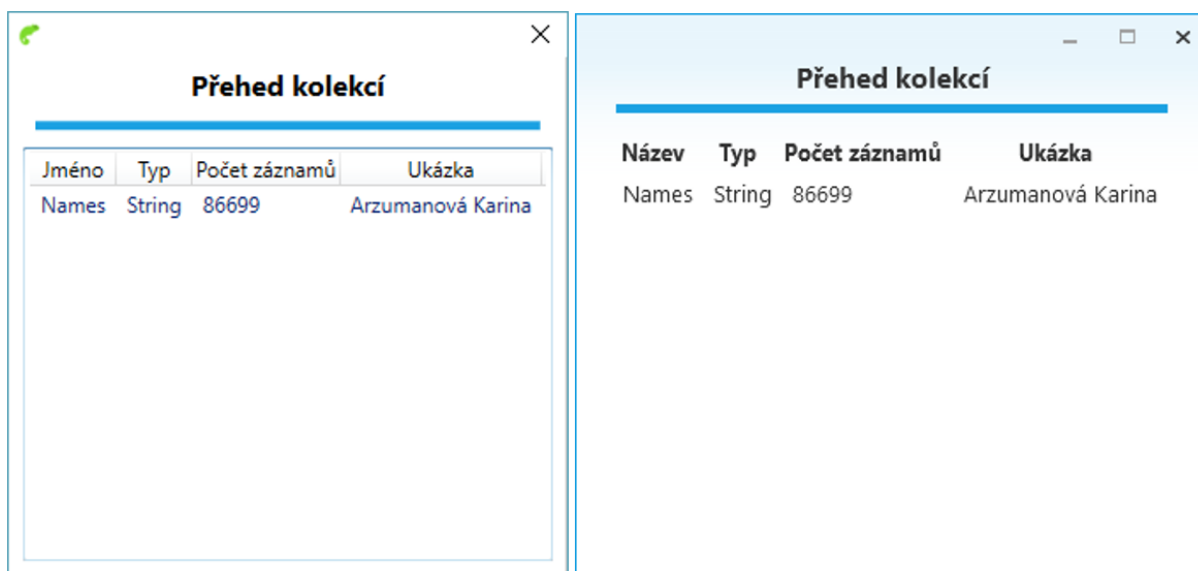 Přehed kolekcí
Jméno Typ Počet záznamů Ukázka
Names String 86699 Arzumanová Karina
Přehed kolekcí
Název Typ Počet záznamů Ukázka
Names String 86699 Arzumanová Karina